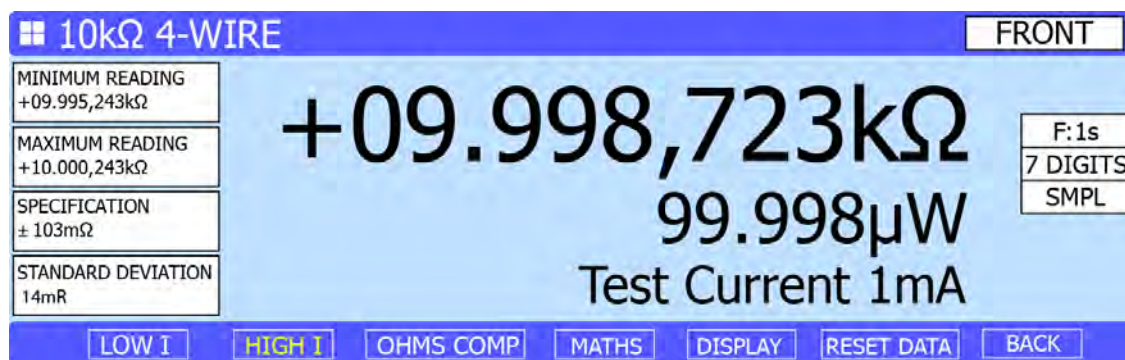 10kΩ 4-WIRE
FRONT
MINIMUM READING
+09.995,243kΩ
MAXIMUM READING
+10.000,243kΩ
SPECIFICATION
± 103mΩ
STANDARD DEVIATION
14mR
+09.998,723kΩ
99.998µW
Test Current 1mA
F:1s
7 DIGITS
SMPL
LOW I
HIGH I
OHMS COMP
MATHS
DISPLAY
RESET DATA
BACK